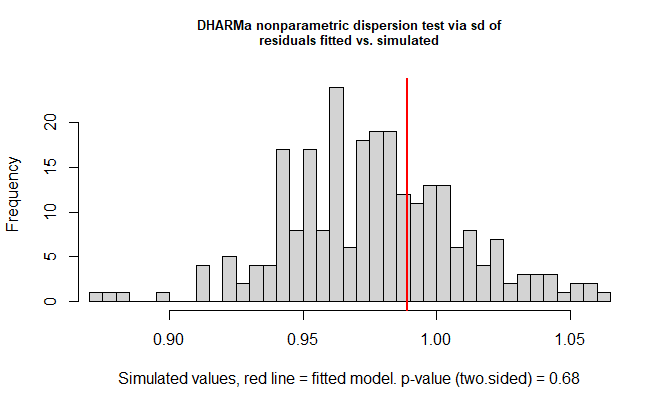 DHARMa nonparametric dispersion test via sd of
residuals fitted vs. simulated
Frequency
20
15
10
5
0
0.90 0.95 1.00 1.05
Simulated values, red line = fitted model. p-value (two.sided) = 0.68